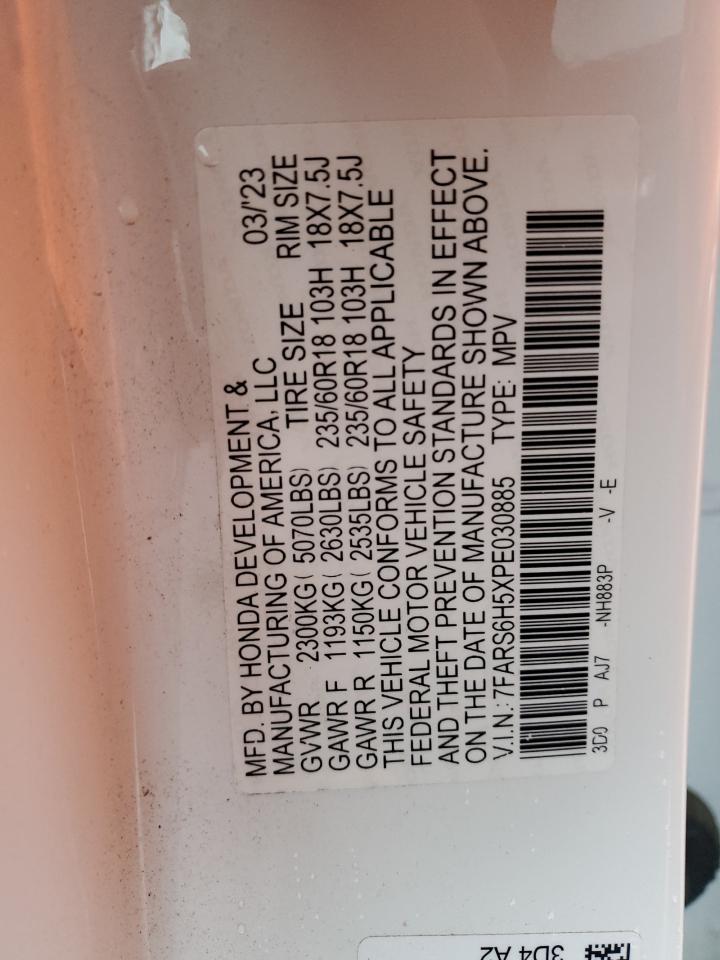 MFD. BY HONDA DEVELOPMENT & 03/'23
MANUFACTURING OF AMERICA, LLC
TIRE SIZE RIM SIZE
GVWR 2300KG( 5070LBS)
GAWR F 1193KG( 2630LBS) 235/60R18 103H 18X7.5J
GAWR R 1150KG( 2535LBS) 235/60R18 103H 18X7.5J
THIS VEHICLE CONFORMS TO ALL APPLICABLE
FEDERAL MOTOR VEHICLE SAFETY
AND THEFT PREVENTION STANDARDS IN EFFECT
ON THE DATE OF MANUFACTURE SHOWN ABOVE.
V.I.N.: 7FARS6H5XPE030885 TYPE: MPV
3D0 P AJ7 -NH883P -V -E
3D4 A2